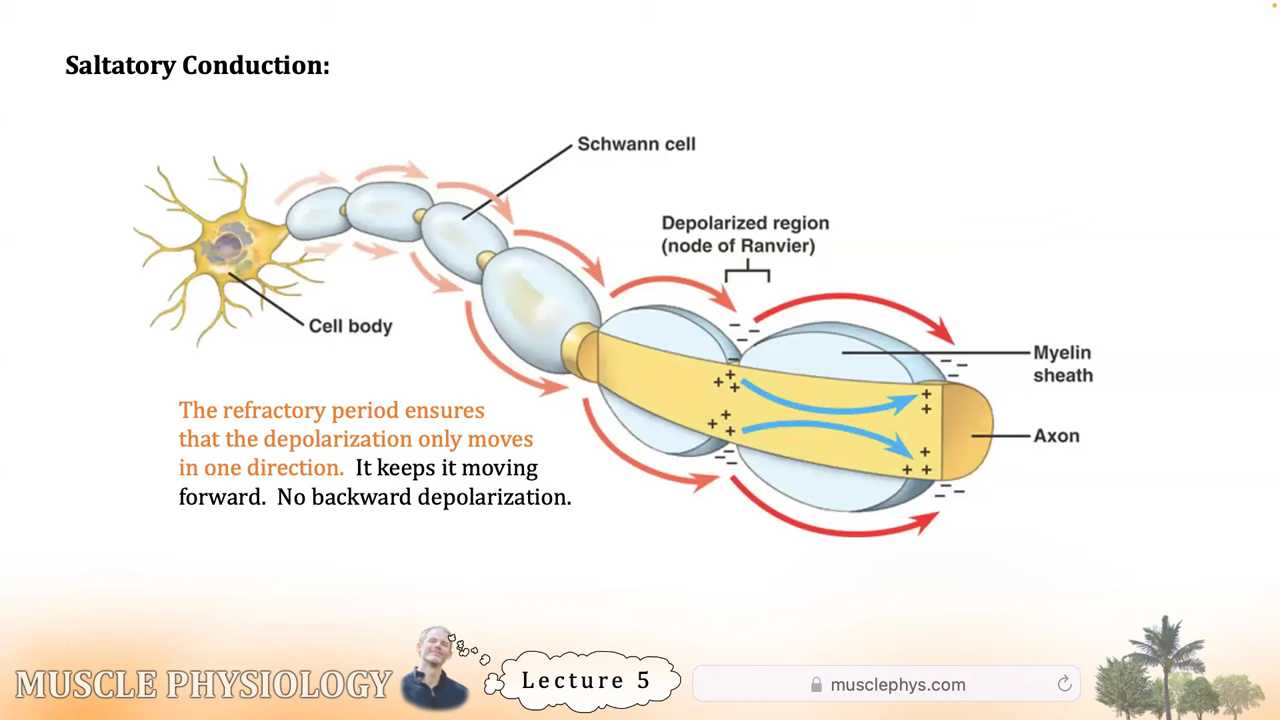 Saltatory Conduction:
Schwann cell
Depolarized region
(node of Ranvier)
Cell body
Myelin
sheath
Axon
The refractory period ensures
that the depolarization only moves
in one direction.  It keeps it moving
forward.  No backward depolarization.
MUSCLE PHYSIOLOGY
Lecture 5
musclephys.com